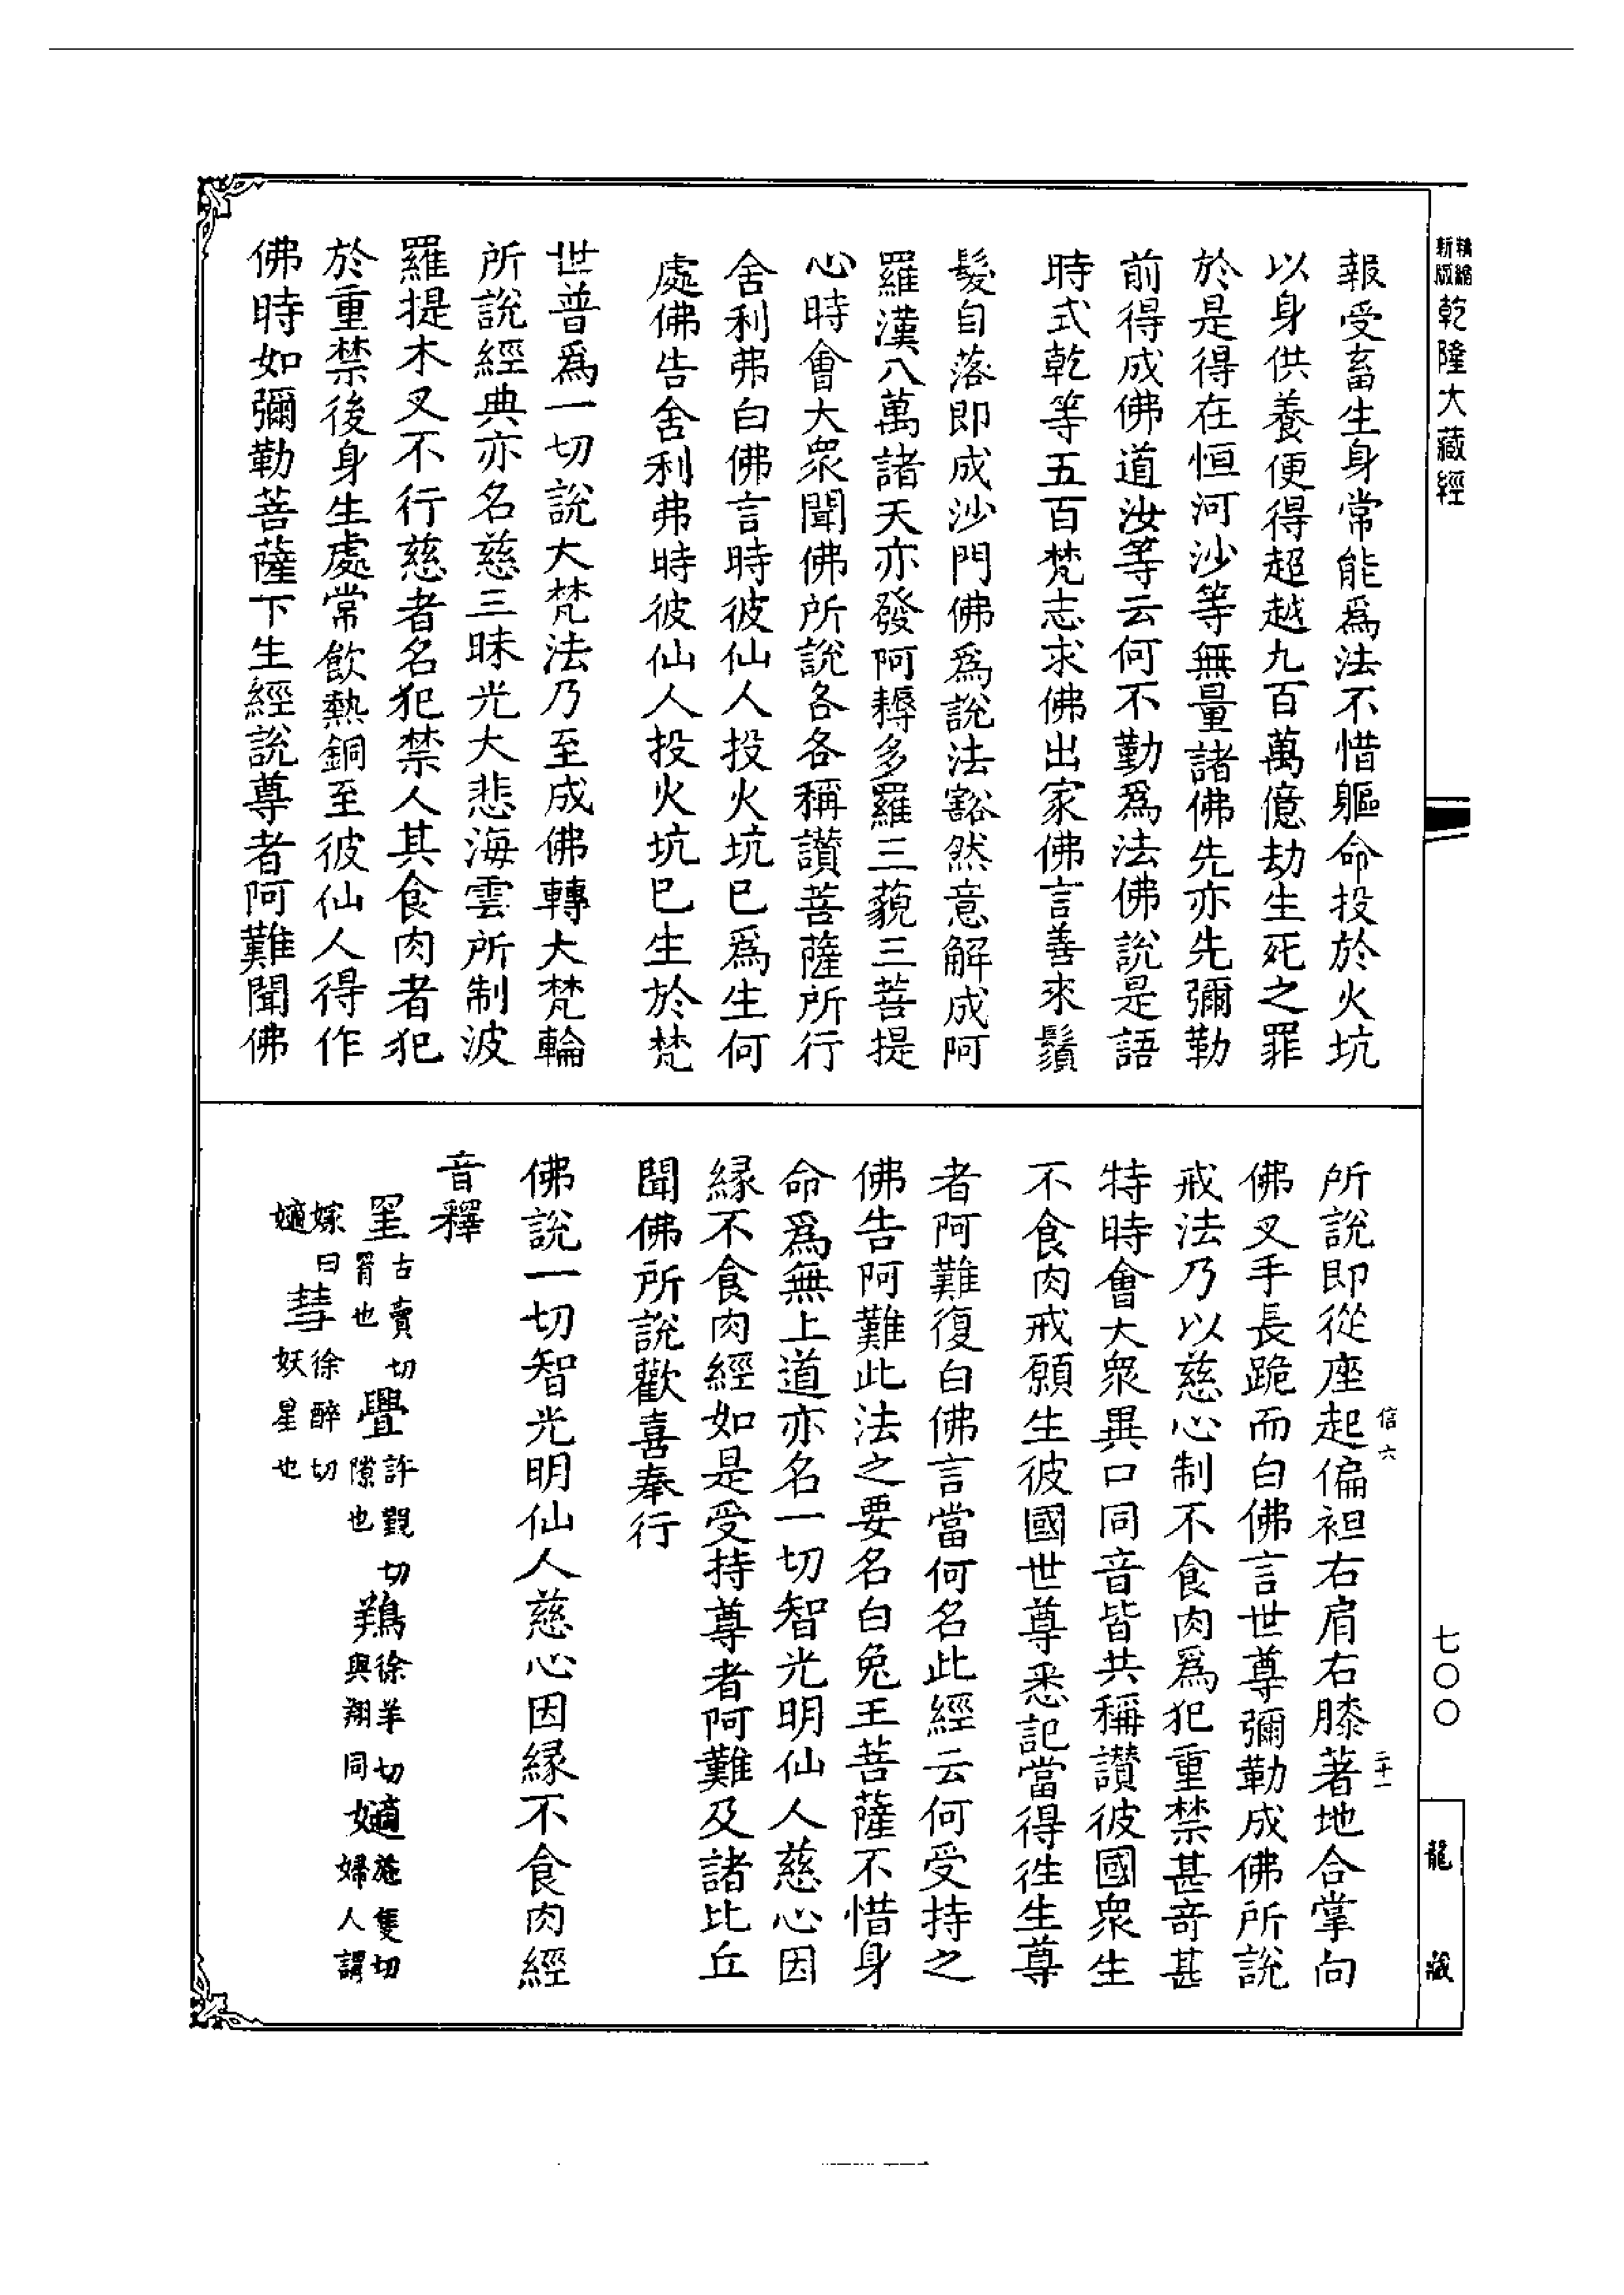 精縮
新版
乾隆大藏經
報受畜生身常能爲法不惜軀命投於火坑
以身供養便得超越九百萬億劫生死之罪
於是得在恒河沙等無量諸佛先亦先彌勒
前得成佛道汝等云何不勤爲法佛說是語
時式乾等五百梵志求佛出家佛言善來鬚
髮自落即成沙門佛爲說法豁然意解成阿
羅漢八萬諸天亦發阿耨多羅三藐三菩提
心時會大衆聞佛所說各各稱讚菩薩所行
舍利弗白佛言時彼仙人投火坑已爲生何
處佛告舍利弗時彼仙人投火坑已生於梵
世普爲一切說大梵法乃至成佛轉大梵輪
所說經典亦名慈三昧光大悲海雲所制波
羅提木叉不行慈者名犯禁人其食肉者犯
於重禁後身生處常飲熱銅至彼仙人得作
佛時如彌勒菩薩下生經說尊者阿難聞佛
信六
二十一
七〇〇
龍藏
所說即從座起偏袒右肩右膝著地合掌向
佛叉手長跪而白佛言世尊彌勒成佛所說
戒法乃以慈心制不食肉爲犯重禁甚奇甚
特時會大衆異口同音皆共稱讚彼國衆生
不食肉戒願生彼國世尊悉記當得徃生尊
者阿難復白佛言當何名此經云何受持之
佛告阿難此法之要名白兔王菩薩不惜身
命爲無上道亦名一切智光明仙人慈心因
緣不食肉經如是受持尊者阿難及諸比丘
聞佛所說歡喜奉行
佛說一切智光明仙人慈心因緣不食肉經
音釋
罣古賣切罥也 舋許覲切隙也 鴹徐羊切與翔同 嫡施隻切婦人謂
嫁曰嫡 彗徐醉切妖星也